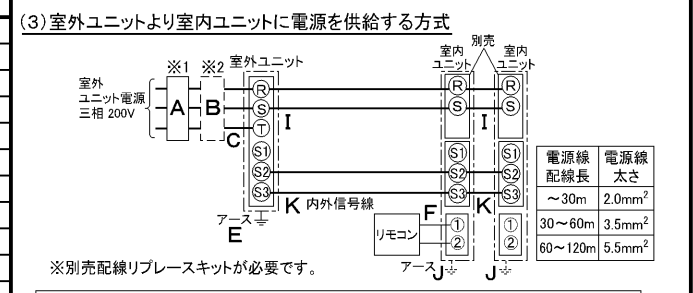 (3)室外ユニットより室内ユニットに電源を供給する方式
※1 ※2 室外ユニット
室内ユニット 別売 室内ユニット
室外
ユニット電源
三相 200V
A B
C
R
S
T
S1
S2
S3
I
R
S
S1
S2
S3
I
R
S
S1
S2
S3
K 内外信号線
F
K
アース
E
リモコン
①
②
①
②
アース J
J
電源線配線長 電源線太さ
～30m 2.0mm²
30～60m 3.5mm²
60～120m 5.5mm²
※別売配線リプレースキットが必要です。